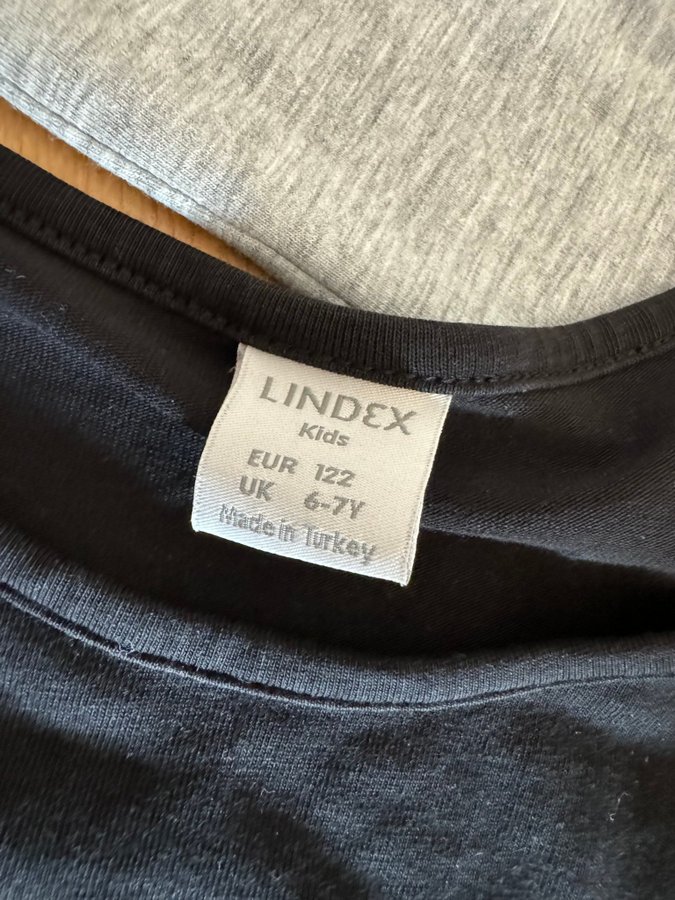 LINDEX
Kids
EUR 122
UK 6-7Y
Made in Turkey